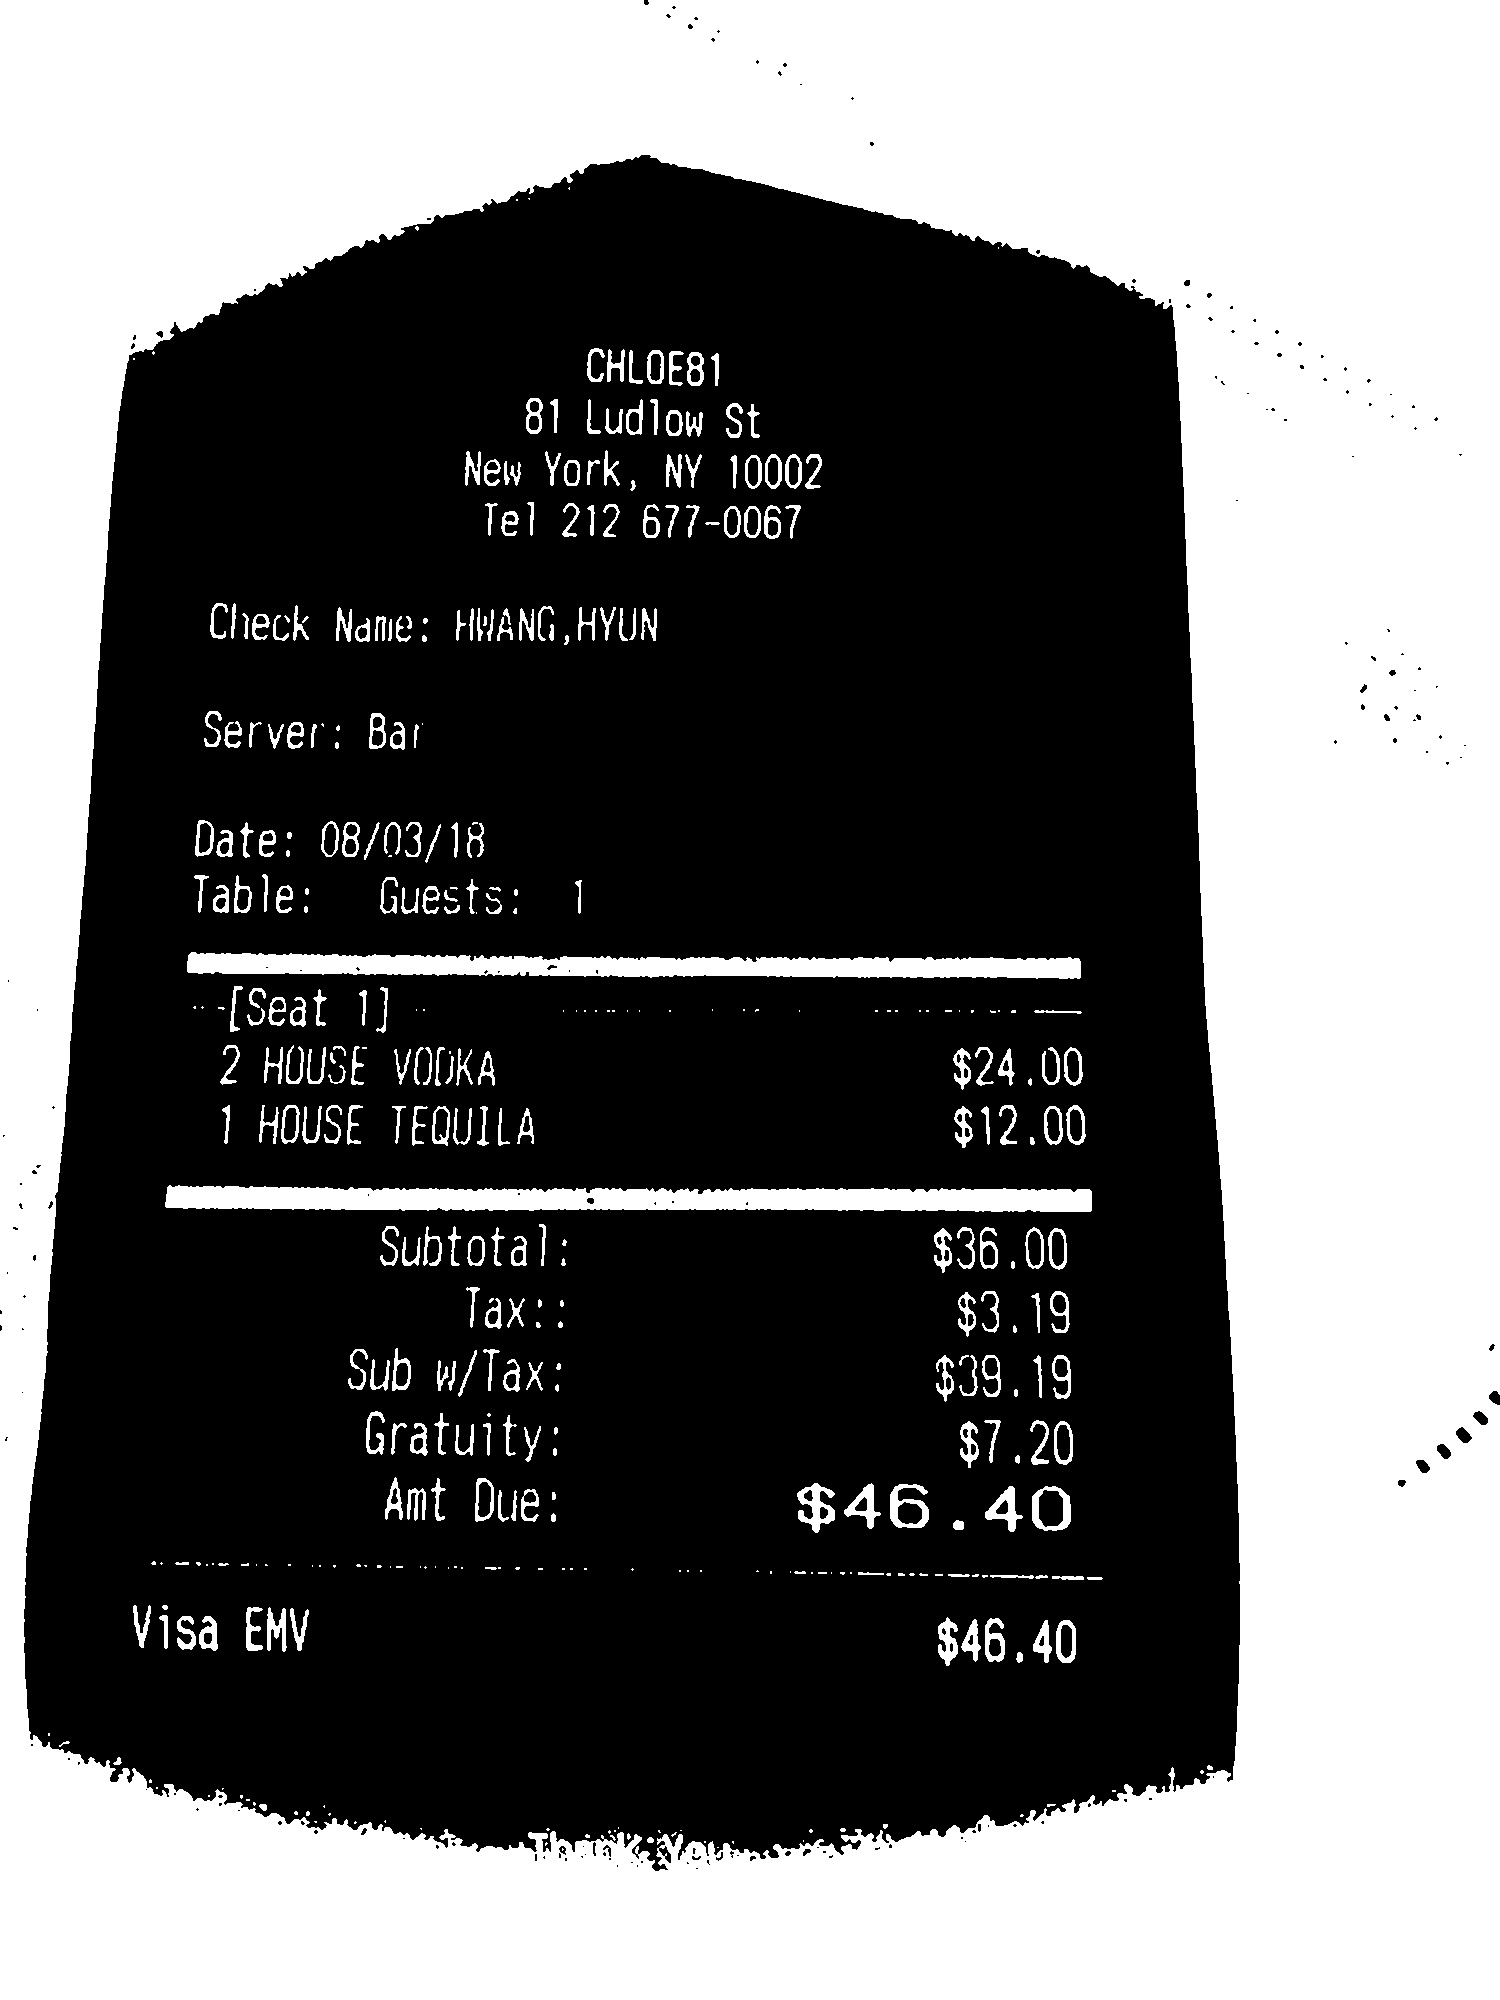 CHLOE81
81 Ludlow St
New York, NY 10002
Tel 212 677-0067
Check Name: HWANG,HYUN
Server: Bar
Date: 08/03/18
Table: Guests: 1
[Seat 1]
2 HOUSE VODKA $24.00
1 HOUSE TEQUILA $12.00
Subtotal: $36.00
Tax:: $3.19
Sub w/Tax: $39.19
Gratuity: $7.20
Amt Due: $46.40
Visa EMV $46.40
Thank You